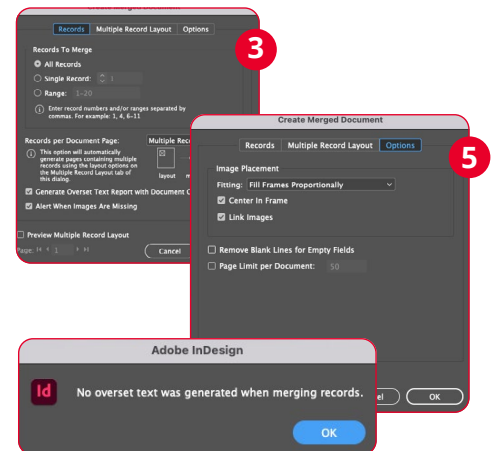 Create Merged Document
Records Multiple Record Layout Options
3
Records To Merge
All Records
Single Record: 1
Range: 1-20
Enter record numbers and/or ranges separated by
commas. For example: 1, 4, 6-11
Records per Document Page: Multiple Rec
This option will automatically
generate pages containing multiple
records using the layout options on
the Multiple Record Layout tab of
this dialog.
layout m
Generate Overset Text Report with Document C
Alert When Images Are Missing
Preview Multiple Record Layout
Page: 1
Cancel
Create Merged Document
Records Multiple Record Layout Options
5
Image Placement
Fitting: Fill Frames Proportionally
Center In Frame
Link Images
Remove Blank Lines for Empty Fields
Page Limit per Document: 50
el OK
Adobe InDesign
Id
No overset text was generated when merging records.
OK